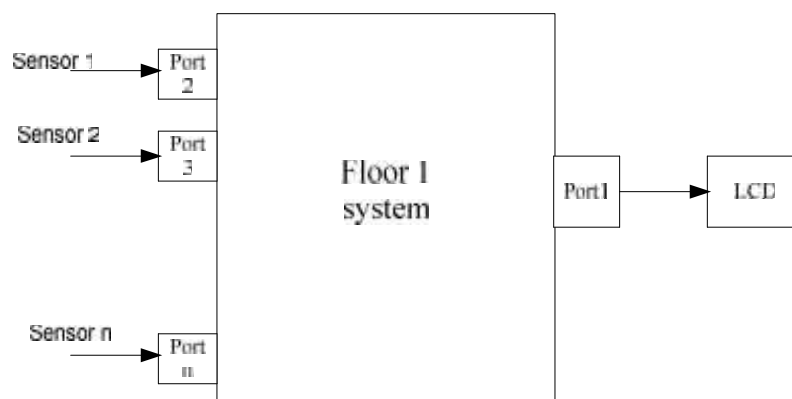 Sensor 1
Port
2
Sensor 2
Port
3
Floor 1
system
Port1
LCD
Sensor n
Port
n